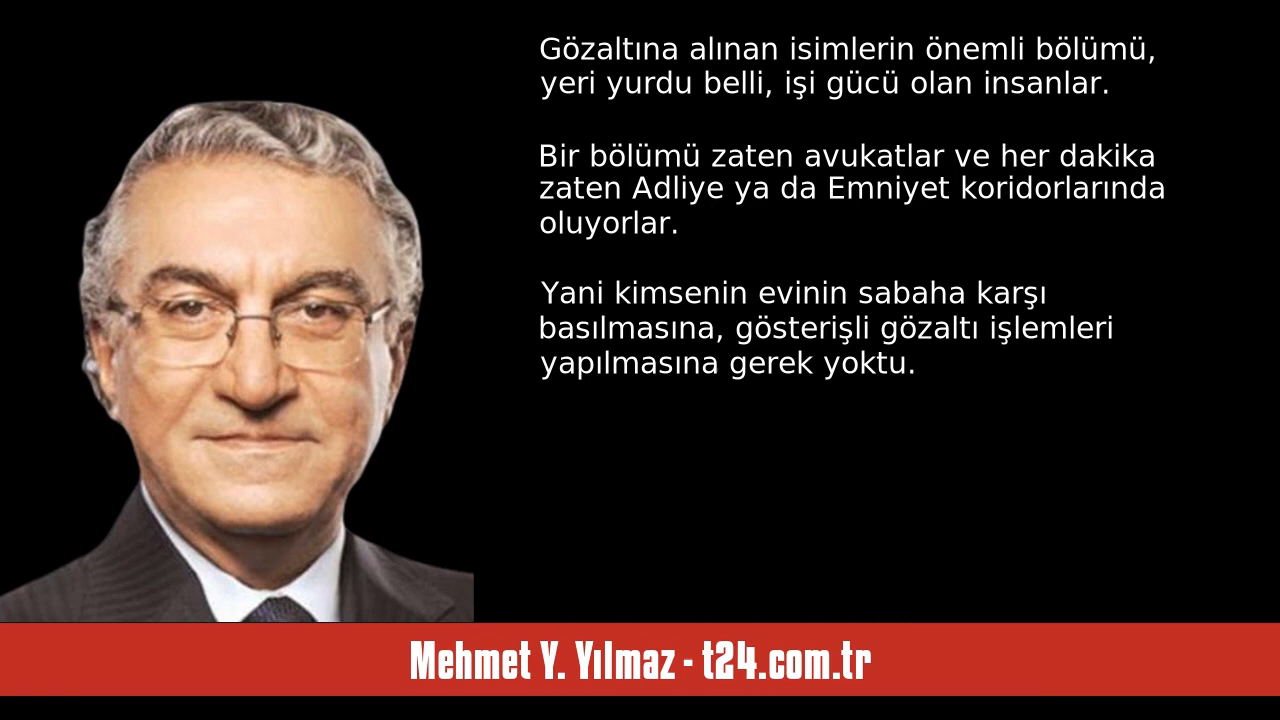 Gözaltına alınan isimlerin önemli bölümü,
yeri yurdu belli, işi gücü olan insanlar.
Bir bölümü zaten avukatlar ve her dakika
zaten Adliye ya da Emniyet koridorlarında
oluyorlar.
Yani kimsenin evinin sabaha karşı
basılmasına, gösterişli gözaltı işlemleri
yapılmasına gerek yoktu.
Mehmet Y. Yılmaz - t24.com.tr